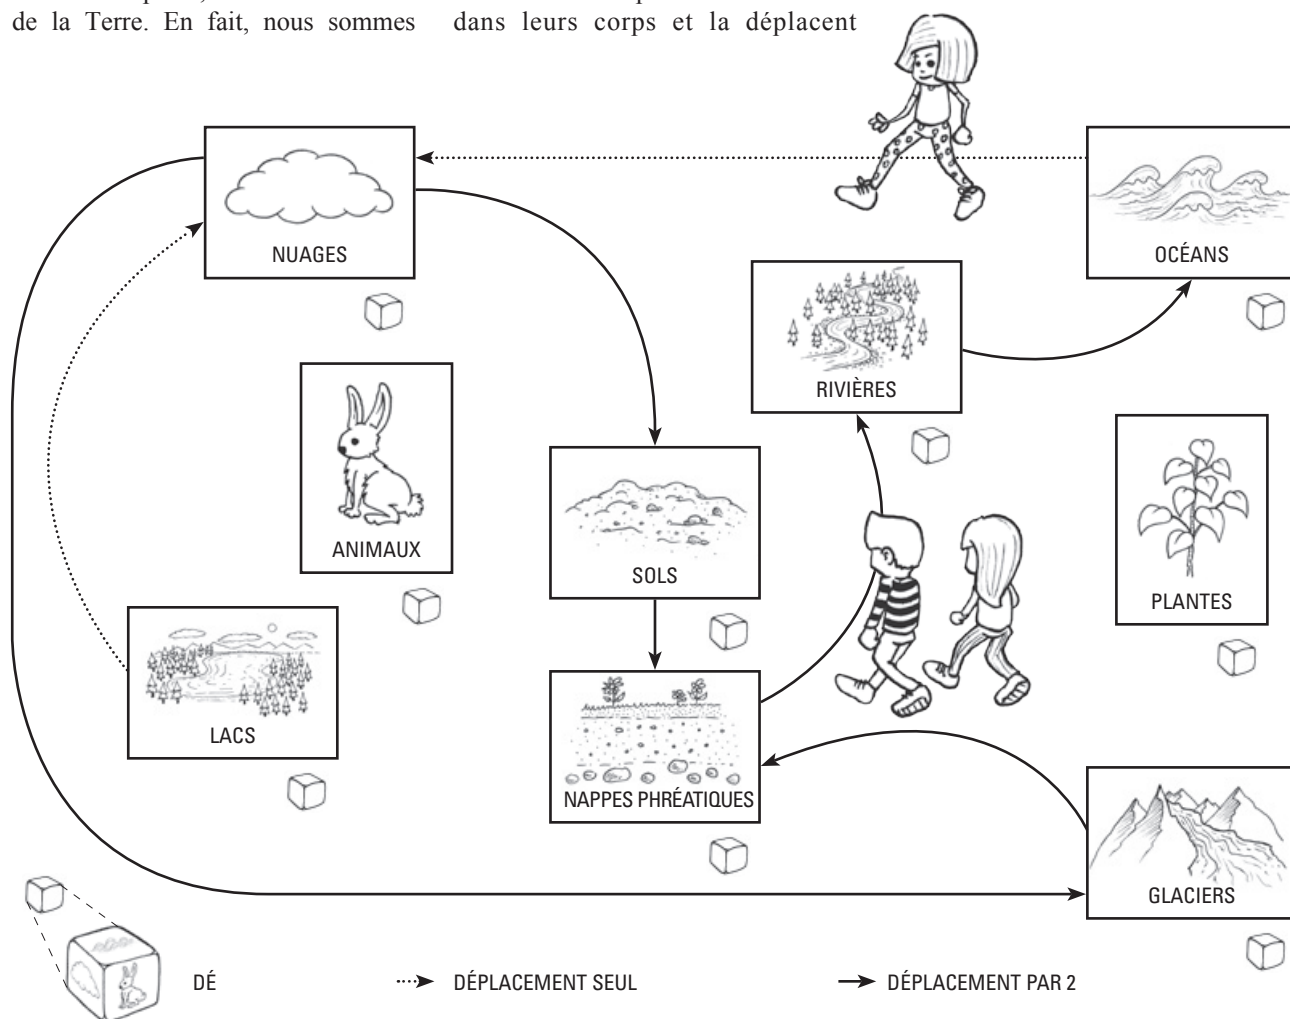 de la Terre. En fait, nous sommes
dans leurs corps et la déplacent
NUAGES
OCÉANS
RIVIÈRES
ANIMAUX
SOLS
PLANTES
LACS
NAPPES PHRÉATIQUES
GLACIERS
DÉ
DÉPLACEMENT SEUL
DÉPLACEMENT PAR 2